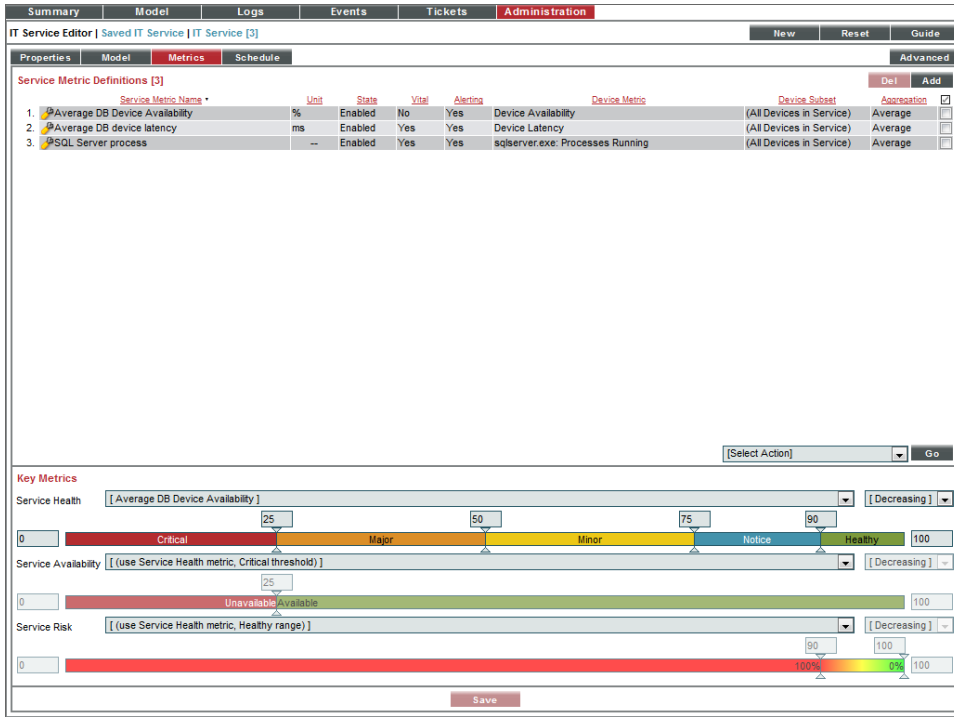 Summary Model Logs Events Tickets Administration
IT Service Editor | Saved IT Service | IT Service [3] New Reset Guide
Properties Model Metrics Schedule Advanced
Service Metric Definitions [3] Del Add
Service Metric Name Unit State Vital Alerting Device Metric Device Subset Aggregation
1. Average DB Device Availability % Enabled No Yes Device Availability (All Devices in Service) Average
2. Average DB device latency ms Enabled Yes Yes Device Latency (All Devices in Service) Average
3. SQL Server process -- Enabled Yes Yes sqlserver.exe: Processes Running (All Devices in Service) Average
[Select Action] Go
Key Metrics
Service Health [ Average DB Device Availability ] [ Decreasing ]
25 50 75 90
0 Critical Major Minor Notice Healthy 100
Service Availability [ (use Service Health metric, Critical threshold) ] [ Decreasing ]
25
0 Unavailable Available 100
Service Risk [ (use Service Health metric, Healthy range) ] [ Decreasing ]
90 100
0 100% 0% 100
Save